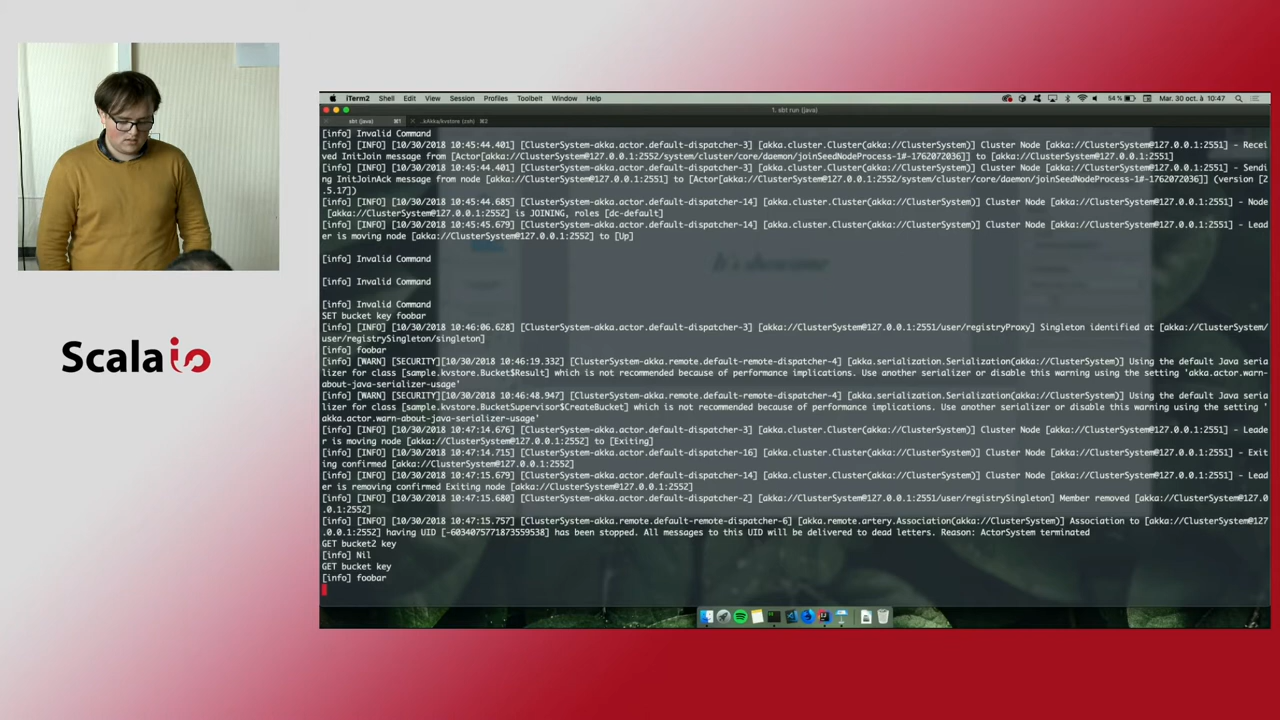 iTerm2 Shell Edit View Session Profiles Toolbelt Window Help 54 % Mar. 30 oct. à 10:47
1. sbt run (java)
sbt (java) ⌘1 ..kAkka/kvstore (zsh) ⌘2
[info] Invalid Command
[info] [INFO] [10/30/2018 10:45:44.401] [ClusterSystem-akka.actor.default-dispatcher-3] [akka.cluster.Cluster(akka://ClusterSystem)] Cluster Node [akka://ClusterSystem@127.0.0.1:2551] - Recei
ved InitJoin message from [Actor[akka://ClusterSystem@127.0.0.1:2552/system/cluster/core/daemon/joinSeedNodeProcess-1#-1762072036]] to [akka://ClusterSystem@127.0.0.1:2551]
[info] [INFO] [10/30/2018 10:45:44.401] [ClusterSystem-akka.actor.default-dispatcher-3] [akka.cluster.Cluster(akka://ClusterSystem)] Cluster Node [akka://ClusterSystem@127.0.0.1:2551] - Sendi
ng InitJoinAck message from node [akka://ClusterSystem@127.0.0.1:2551] to [Actor[akka://ClusterSystem@127.0.0.1:2552/system/cluster/core/daemon/joinSeedNodeProcess-1#-1762072036]] (version [2
.5.17])
[info] [INFO] [10/30/2018 10:45:44.685] [ClusterSystem-akka.actor.default-dispatcher-14] [akka.cluster.Cluster(akka://ClusterSystem)] Cluster Node [akka://ClusterSystem@127.0.0.1:2551] - Node
[akka://ClusterSystem@127.0.0.1:2552] is JOINING, roles [dc-default]
[info] [INFO] [10/30/2018 10:45:45.679] [ClusterSystem-akka.actor.default-dispatcher-14] [akka.cluster.Cluster(akka://ClusterSystem)] Cluster Node [akka://ClusterSystem@127.0.0.1:2551] - Lead
er is moving node [akka://ClusterSystem@127.0.0.1:2552] to [Up]
[info] Invalid Command
[info] Invalid Command
[info] Invalid Command
SET bucket key foobar
[info] [INFO] [10/30/2018 10:46:06.628] [ClusterSystem-akka.actor.default-dispatcher-3] [akka://ClusterSystem@127.0.0.1:2551/user/registryProxy] Singleton identified at [akka://ClusterSystem/
user/registrySingleton/singleton]
[info] foobar
[info] [WARN] [SECURITY][10/30/2018 10:46:19.332] [ClusterSystem-akka.remote.default-remote-dispatcher-4] [akka.serialization.Serialization(akka://ClusterSystem)] Using the default Java seria
lizer for class [sample.kvstore.Bucket$Result] which is not recommended because of performance implications. Use another serializer or disable this warning using the setting 'akka.actor.warn-
about-java-serializer-usage'
[info] [WARN] [SECURITY][10/30/2018 10:46:48.947] [ClusterSystem-akka.remote.default-remote-dispatcher-4] [akka.serialization.Serialization(akka://ClusterSystem)] Using the default Java seria
lizer for class [sample.kvstore.BucketSupervisor$CreateBucket] which is not recommended because of performance implications. Use another serializer or disable this warning using the setting '
akka.actor.warn-about-java-serializer-usage'
[info] [INFO] [10/30/2018 10:47:14.676] [ClusterSystem-akka.actor.default-dispatcher-3] [akka.cluster.Cluster(akka://ClusterSystem)] Cluster Node [akka://ClusterSystem@127.0.0.1:2551] - Leade
r is moving node [akka://ClusterSystem@127.0.0.1:2552] to [Exiting]
[info] [INFO] [10/30/2018 10:47:14.715] [ClusterSystem-akka.actor.default-dispatcher-16] [akka.cluster.Cluster(akka://ClusterSystem)] Cluster Node [akka://ClusterSystem@127.0.0.1:2551] - Exit
ing confirmed [akka://ClusterSystem@127.0.0.1:2552]
[info] [INFO] [10/30/2018 10:47:15.679] [ClusterSystem-akka.actor.default-dispatcher-14] [akka.cluster.Cluster(akka://ClusterSystem)] Cluster Node [akka://ClusterSystem@127.0.0.1:2551] - Lead
er is removing confirmed Exiting node [akka://ClusterSystem@127.0.0.1:2552]
[info] [INFO] [10/30/2018 10:47:15.680] [ClusterSystem-akka.actor.default-dispatcher-2] [akka://ClusterSystem@127.0.0.1:2551/user/registrySingleton] Member removed [akka://ClusterSystem@127.0
.0.1:2552]
[info] [INFO] [10/30/2018 10:47:15.757] [ClusterSystem-akka.remote.default-remote-dispatcher-6] [akka.remote.artery.Association(akka://ClusterSystem)] Association to [akka://ClusterSystem@127
.0.0.1:2552] having UID [-6034075771873559538] has been stopped. All messages to this UID will be delivered to dead letters. Reason: ActorSystem terminated
GET bucket2 key
[info] Nil
GET bucket key
[info] foobar
Scala io